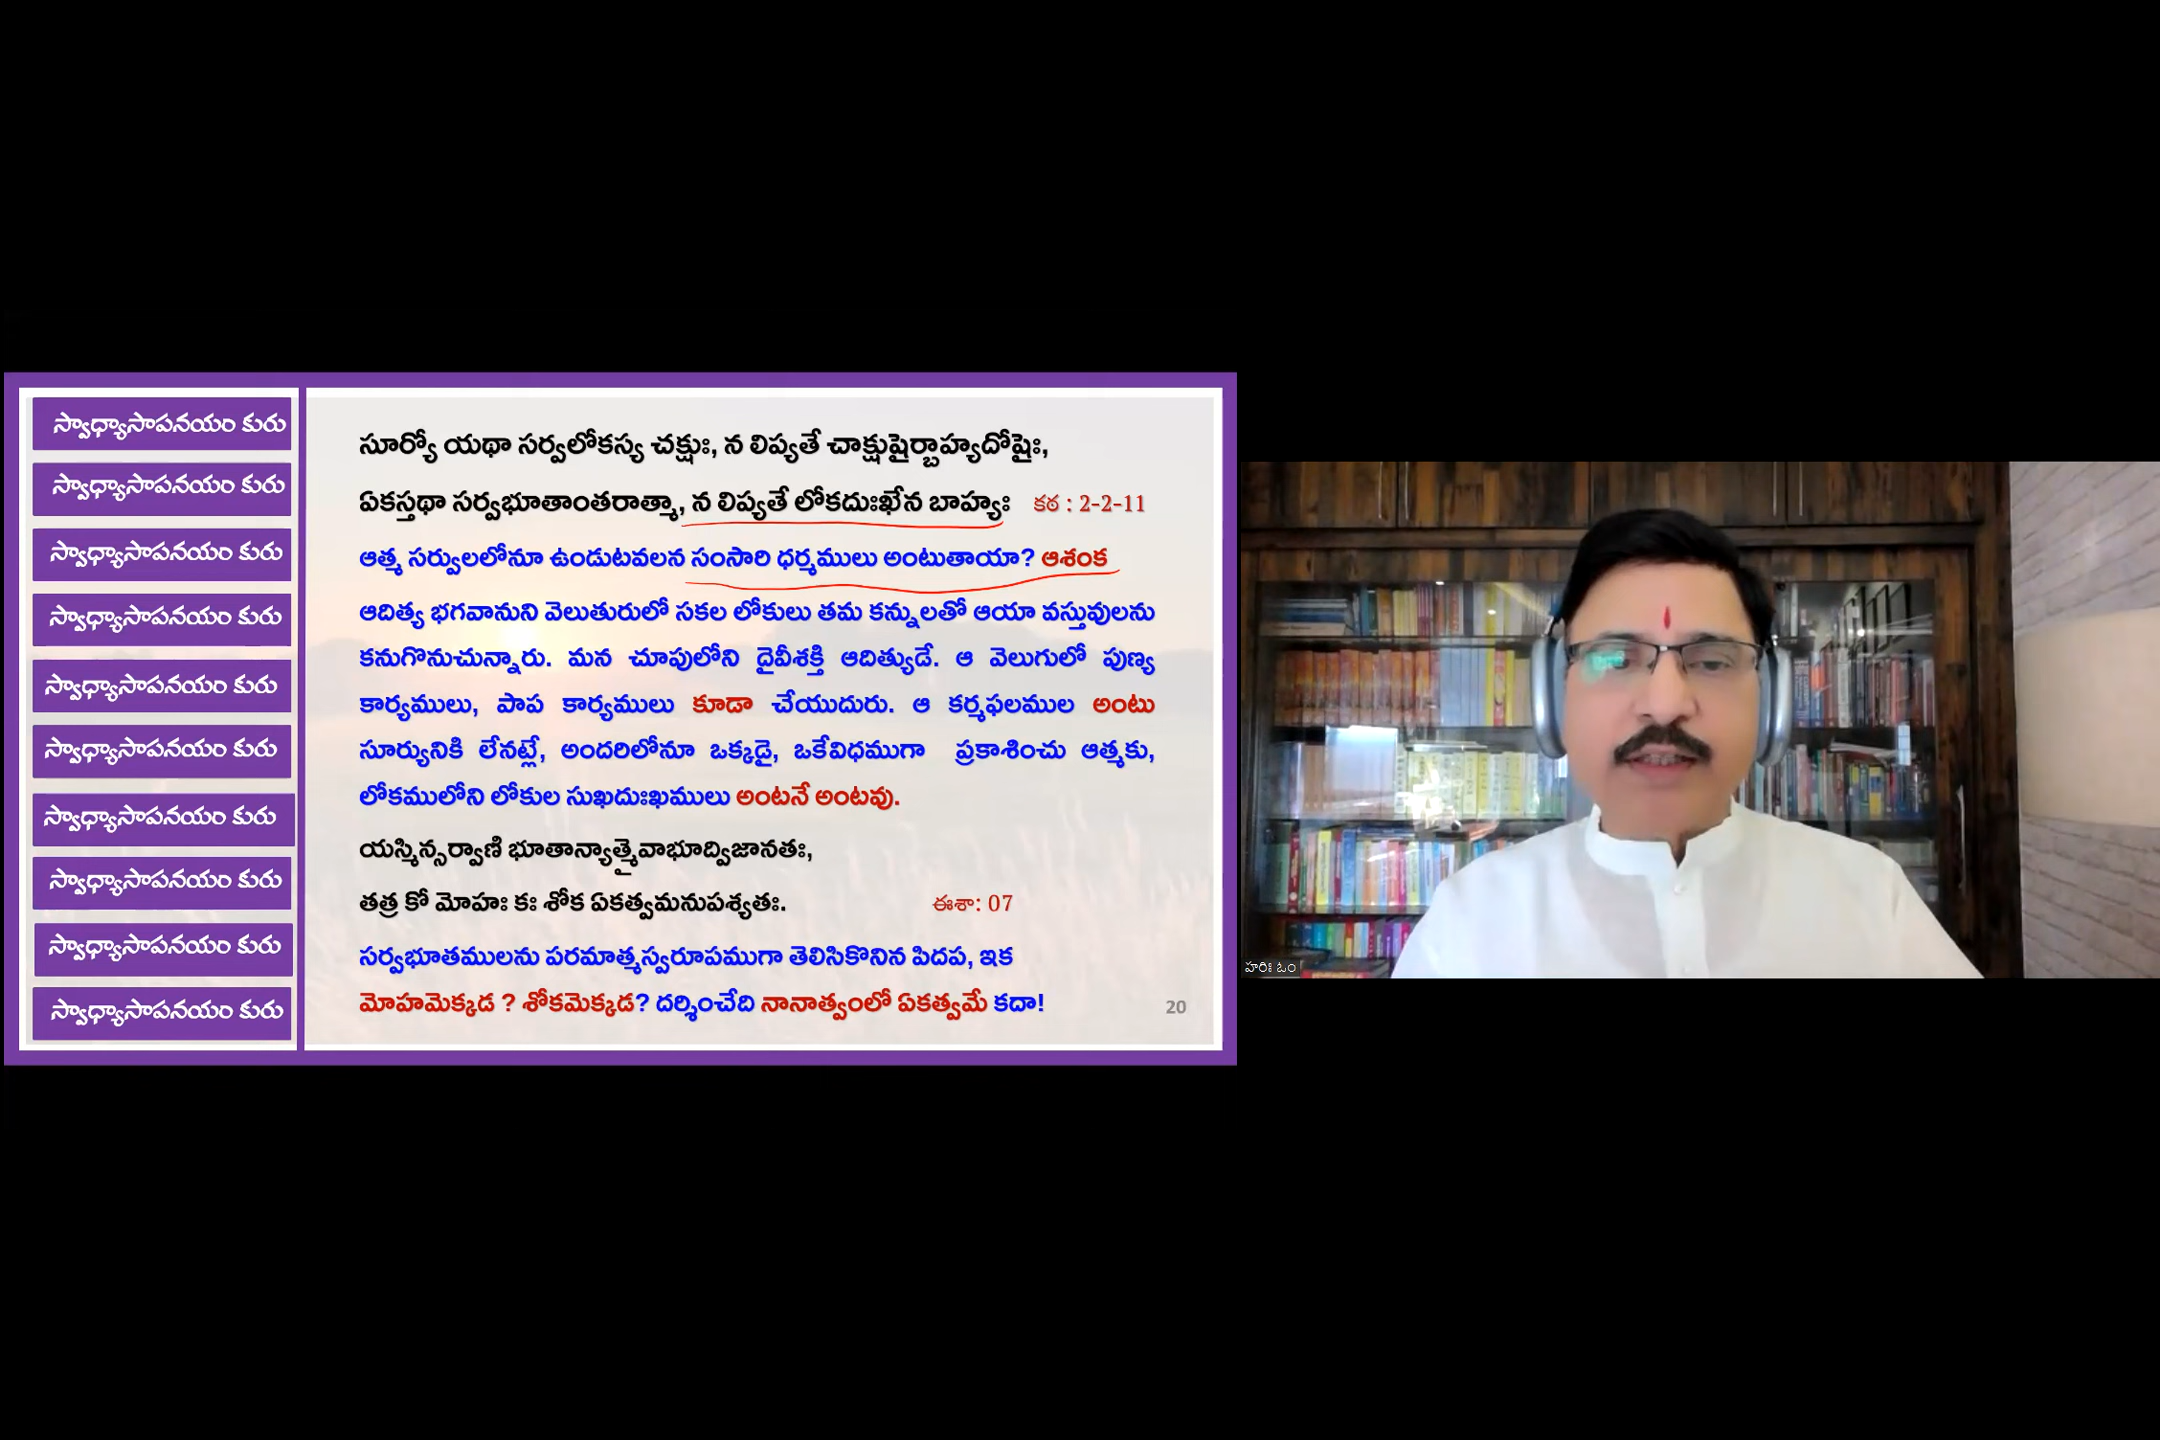 స్వాధ్యాసాపనయం కురు
స్వాధ్యాసాపనయం కురు
స్వాధ్యాసాపనయం కురు
స్వాధ్యాసాపనయం కురు
స్వాధ్యాసాపనయం కురు
స్వాధ్యాసాపనయం కురు
స్వాధ్యాసాపనయం కురు
స్వాధ్యాసాపనయం కురు
స్వాధ్యాసాపనయం కురు
స్వాధ్యాసాపనయం కురు
సూర్యో యథా సర్వలోకస్య చక్షుః, న లిప్యతే చాక్షుషైర్బాహ్యదోషైః,
ఏకస్తథా సర్వభూతాంతరాత్మా, న లిప్యతే లోకదుఃఖేన బాహ్యః కఠ : 2-2-11
ఆత్మ సర్వులలోనూ ఉండుటవలన సంసారి ధర్మములు అంటుతాయా? ఆశంక
ఆదిత్య భగవానుని వెలుతురులో సకల లోకులు తమ కన్నులతో ఆయా వస్తువులను
కనుగొనుచున్నారు. మన చూపులోని దైవీశక్తి ఆదిత్యుడే. ఆ వెలుగులో పుణ్య
కార్యములు, పాప కార్యములు కూడా చేయుదురు. ఆ కర్మఫలముల అంటు
సూర్యునికి లేనట్లే, అందరిలోనూ ఒక్కడై, ఒకేవిధముగా ప్రకాశించు ఆత్మకు,
లోకములోని లోకుల సుఖదుఃఖములు అంటనే అంటవు.
యస్మిన్సర్వాణి భూతాన్యాత్మైవాభూద్విజానతః,
తత్ర కో మోహః కః శోక ఏకత్వమనుపశ్యతః. ఈశా: 07
సర్వభూతములను పరమాత్మస్వరూపముగా తెలిసికొనిన పిదప, ఇక
మోహమెక్కడ ? శోకమెక్కడ? దర్శించేది నానాత్వంలో ఏకత్వమే కదా!
20
హరిః ఓం